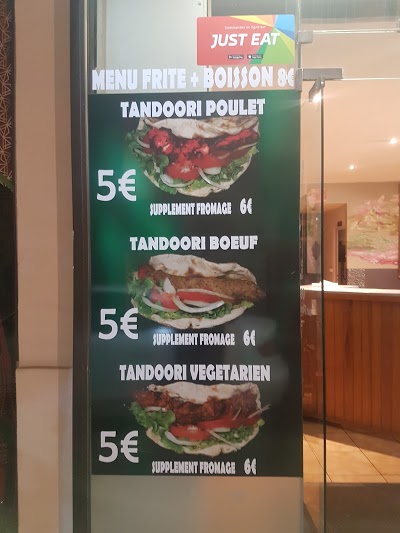 JUST EAT
MENU FRITE + BOISSON 8€
TANDOORI POULET
5€
SUPPLEMENT FROMAGE 6€
TANDOORI BOEUF
5€
SUPPLEMENT FROMAGE 6€
TANDOORI VEGETARIEN
5€
SUPPLEMENT FROMAGE 6€